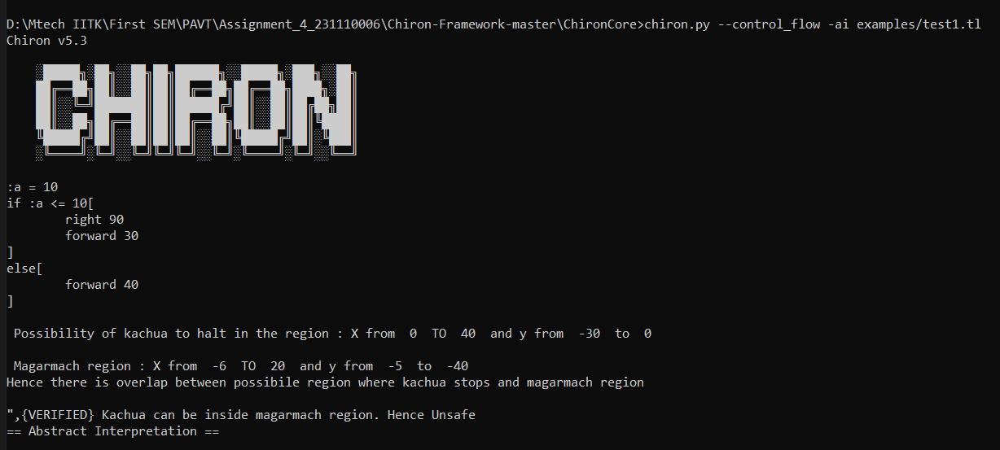 D:\Mtech IITK\First SEM\PAVT\Assignment_4_231110006\Chiron-Framework-master\ChironCore>chiron.py --control_flow -ai examples/test1.tl
Chiron v5.3
CHIRON
:a = 10
if :a <= 10[
        right 90
        forward 30
]
else[
        forward 40
]
 Possibility of kachua to halt in the region : X from  0  TO  40  and y from  -30  to  0
 Magarmach region : X from  -6  TO  20  and y from  -5  to  -40
Hence there is overlap between possibile region where kachua stops and magarmach region
",{VERIFIED} Kachua can be inside magarmach region. Hence Unsafe
== Abstract Interpretation ==